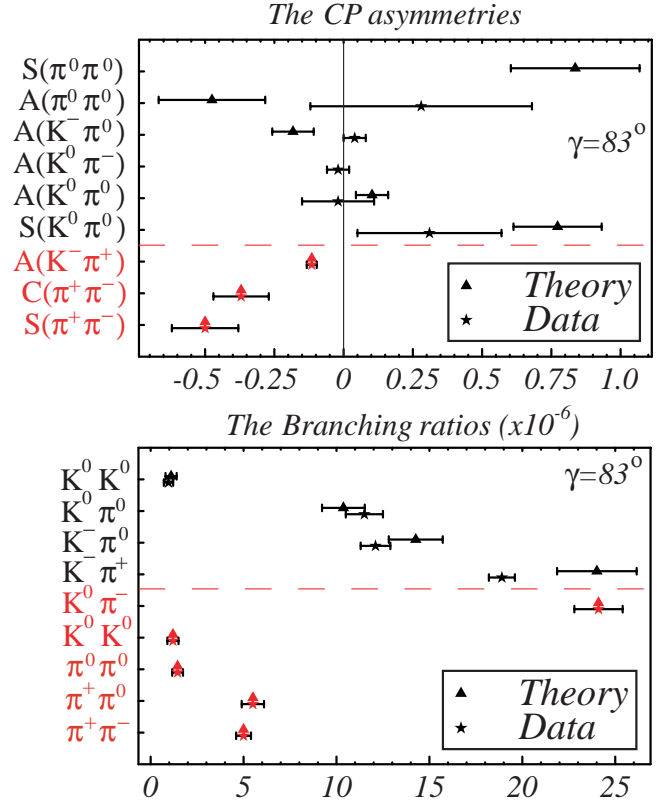 The CP asymmetries
S(π⁰π⁰)
A(π⁰π⁰)
A(K⁻π⁰)
A(K⁰π⁻)
A(K⁰π⁰)
S(K⁰π⁰)
A(K⁻π⁺)
C(π⁺π⁻)
S(π⁺π⁻)
γ=83°
Theory
Data
-0.5 -0.25 0 0.25 0.5 0.75 1.0
The Branching ratios (x10⁻⁶)
K⁰K⁰
K⁰π⁰
K⁻π⁰
K⁻π⁺
K⁰π⁻
K⁰K⁰
π⁰π⁰
π⁺π⁰
π⁺π⁻
γ=83°
Theory
Data
0 5 10 15 20 25